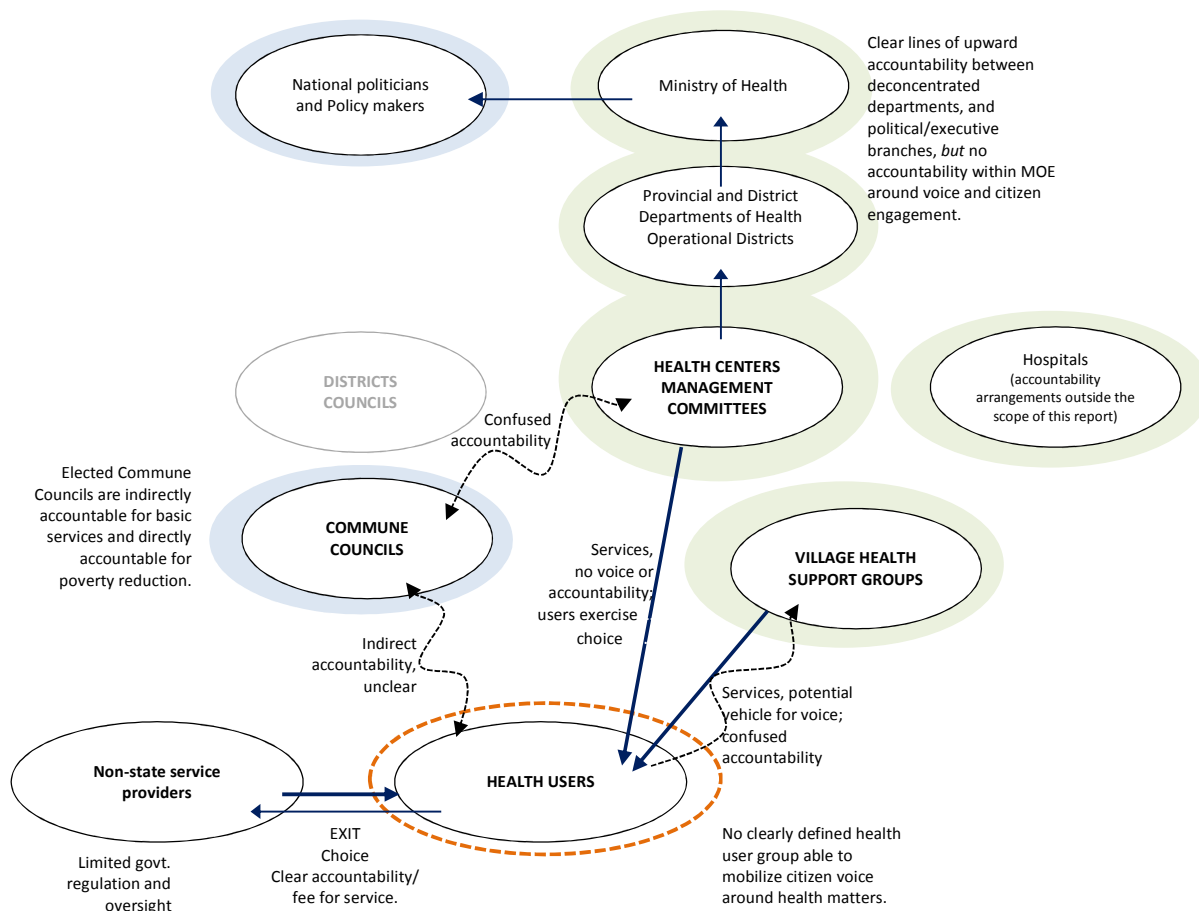 National politicians
and Policy makers
Ministry of Health
Clear lines of upward
accountability between
deconcentrated
departments, and
political/executive
branches, but no
accountability within MOE
around voice and citizen
engagement.
Provincial and District
Departments of Health
Operational Districts
DISTRICTS
COUNCILS
HEALTH CENTERS
MANAGEMENT
COMMITTEES
Hospitals
(accountability
arrangements outside the
scope of this report)
Confused
accountability
Elected Commune
Councils are indirectly
accountable for basic
services and directly
accountable for
poverty reduction.
COMMUNE
COUNCILS
Services,
no voice or
accountability;
users exercise
choice
VILLAGE HEALTH
SUPPORT GROUPS
Indirect
accountability,
unclear
Services, potential
vehicle for voice;
confused
accountability
Non-state service
providers
HEALTH USERS
EXIT
Choice
Clear accountability/
fee for service.
Limited govt.
regulation and
oversight
No clearly defined health
user group able to
mobilize citizen voice
around health matters.